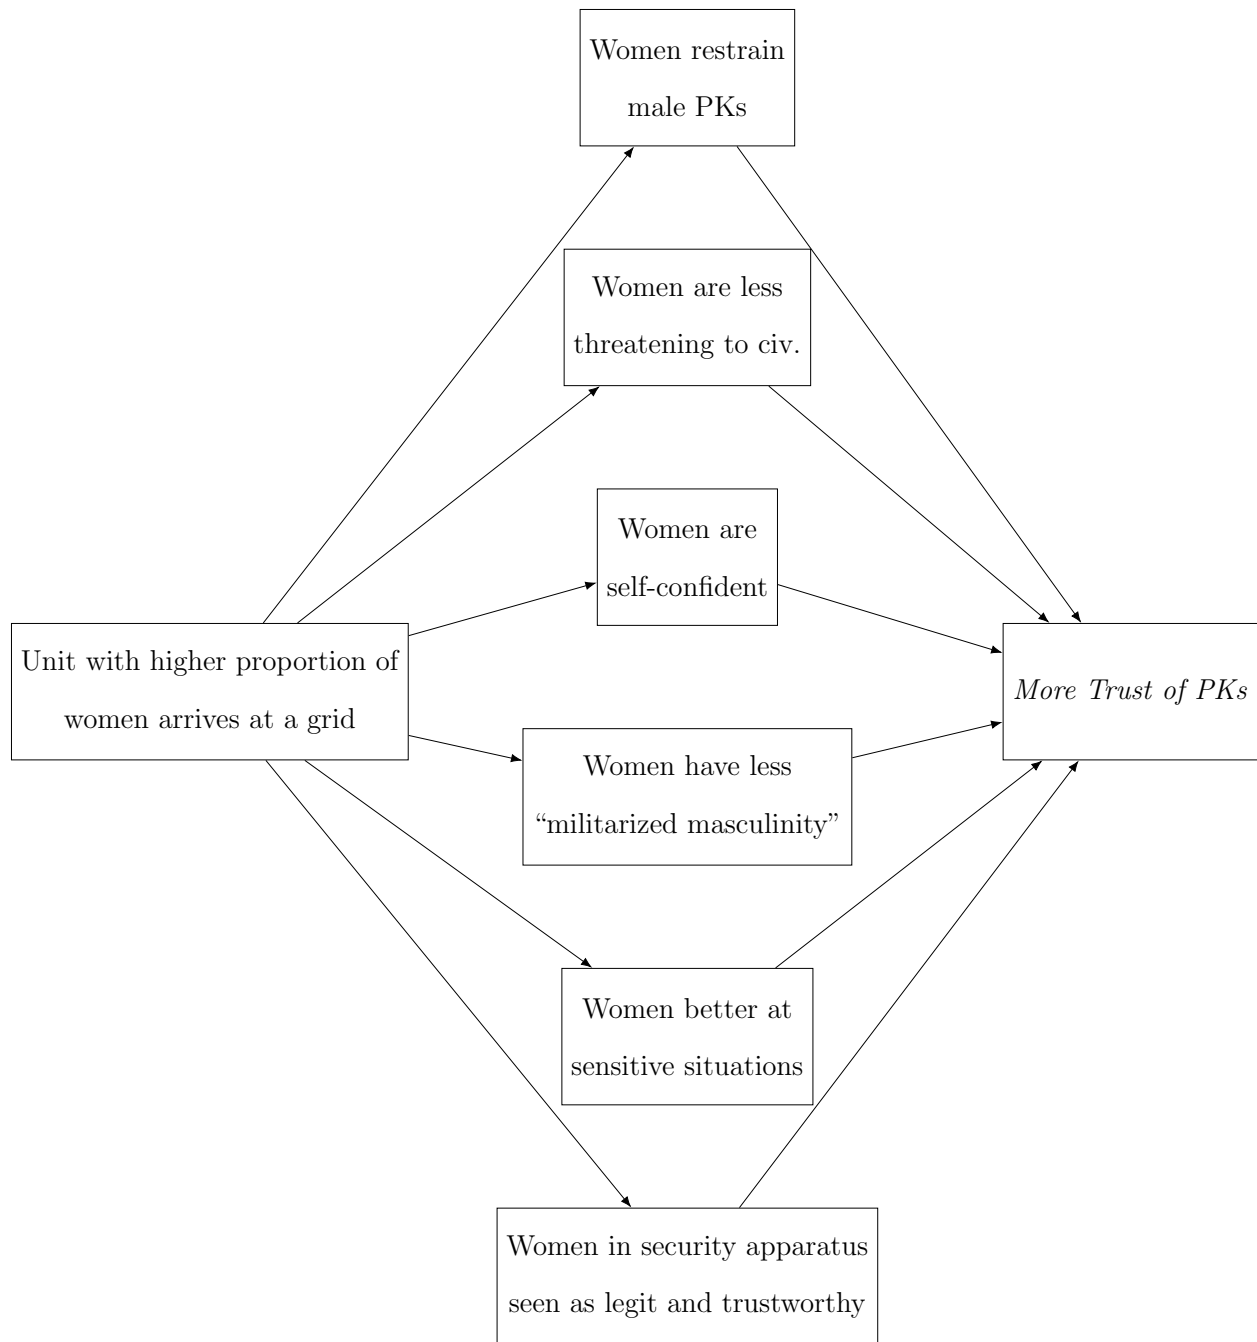 Women restrain
male PKs
Women are less
threatening to civ.
Women are
self-confident
Unit with higher proportion of
women arrives at a grid
More Trust of PKs
Women have less
“militarized masculinity”
Women better at
sensitive situations
Women in security apparatus
seen as legit and trustworthy